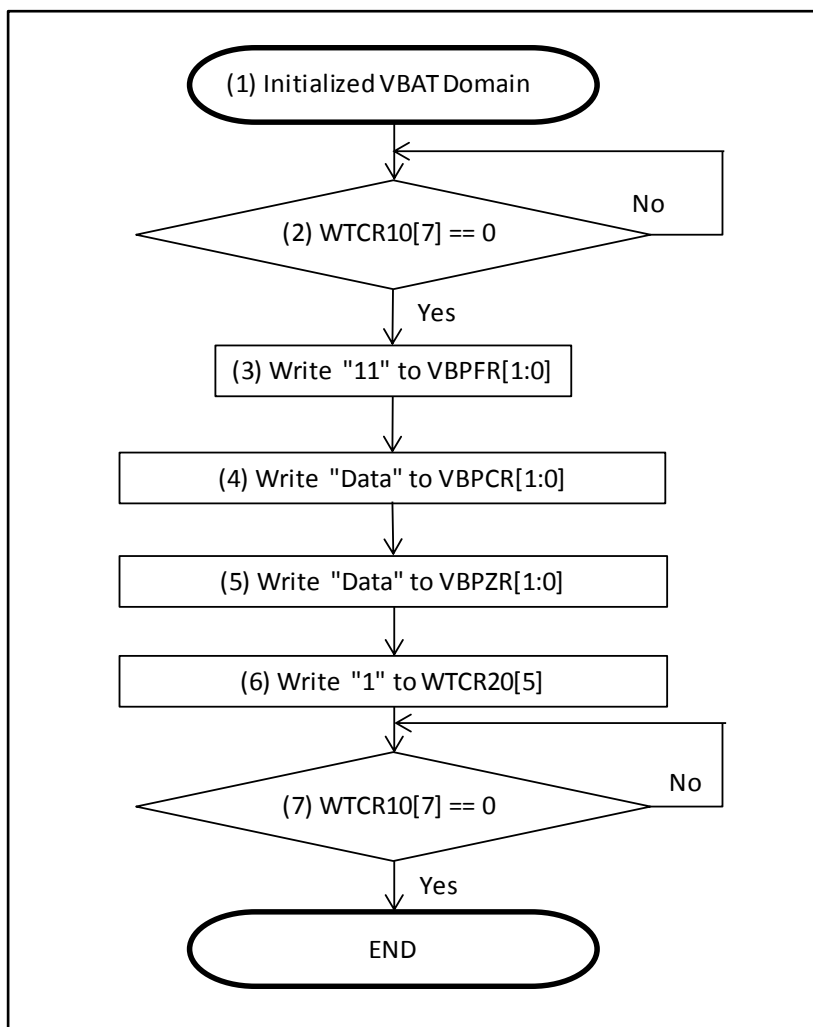 (1) Initialized VBAT Domain
No
(2) WTCR10[7] == 0
Yes
(3) Write "11" to VBPFR[1:0]
(4) Write "Data" to VBPCR[1:0]
(5) Write "Data" to VBPZR[1:0]
(6) Write "1" to WTCR20[5]
No
(7) WTCR10[7] == 0
Yes
END